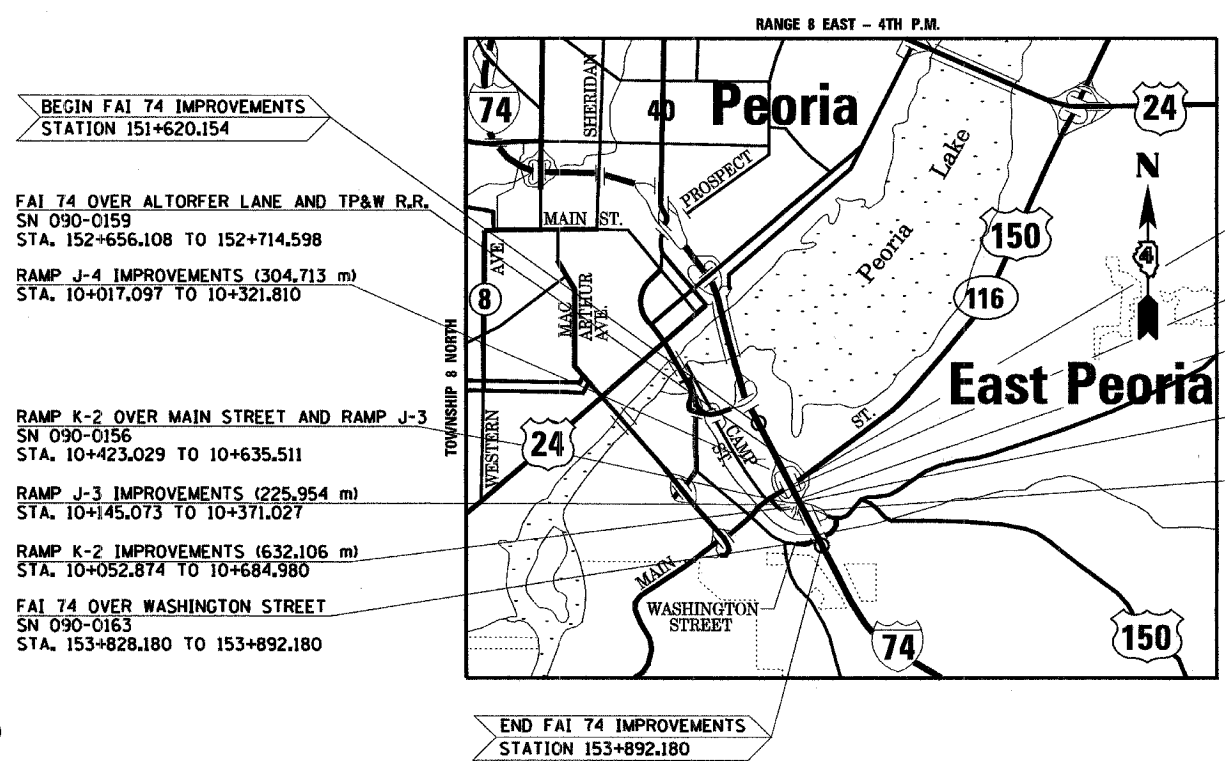 RANGE 8 EAST - 4TH P.M.
BEGIN FAI 74 IMPROVEMENTS
STATION 151+620.154
FAI 74 OVER ALTORFER LANE AND TP&W R.R.
SN 090-0159
STA. 152+656.108 TO 152+714.598
RAMP J-4 IMPROVEMENTS (304.713 m)
STA. 10+017.097 TO 10+321.810
RAMP K-2 OVER MAIN STREET AND RAMP J-3
SN 090-0156
STA. 10+423.029 TO 10+635.511
RAMP J-3 IMPROVEMENTS (225.954 m)
STA. 10+145.073 TO 10+371.027
RAMP K-2 IMPROVEMENTS (632.106 m)
STA. 10+052.874 TO 10+684.980
FAI 74 OVER WASHINGTON STREET
SN 090-0163
STA. 153+828.180 TO 153+892.180
TOWNSHIP 8 NORTH
74
SHERIDAN
40
Peoria
24
PROSPECT
Lake
Peoria
N
4
150
116
MAIN ST.
AVE.
8
MAC
ARTHUR
AVE.
WESTERN
24
CAMP
ST.
ST.
East Peoria
MAIN
WASHINGTON
STREET
74
150
END FAI 74 IMPROVEMENTS
STATION 153+892.180